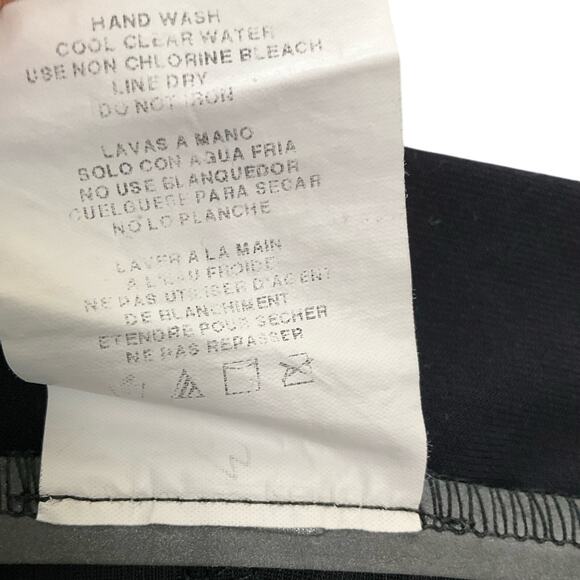 HAND WASH
COOL CLEAR WATER
USE NON CHLORINE BLEACH
LINE DRY
DO NOT IRON
LAVAS A MANO
SOLO CON AGUA FRIA
NO USE BLANQUEDOR
CUELGUESE PARA SECAR
NO LO PLANCHE
LAVER A LA MAIN
A L'EAU FROIDE
NE PAS UTILISER D'AGENT
DE BLANCHIMENT
ETENDRE POUR SECHER
NE PAS REPASSER